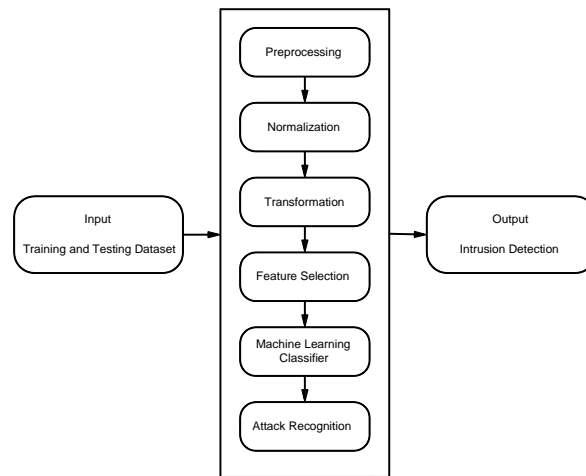 Input
Training and Testing Dataset
Preprocessing
Normalization
Transformation
Feature Selection
Machine Learning
Classifier
Attack Recognition
Output
Intrusion Detection